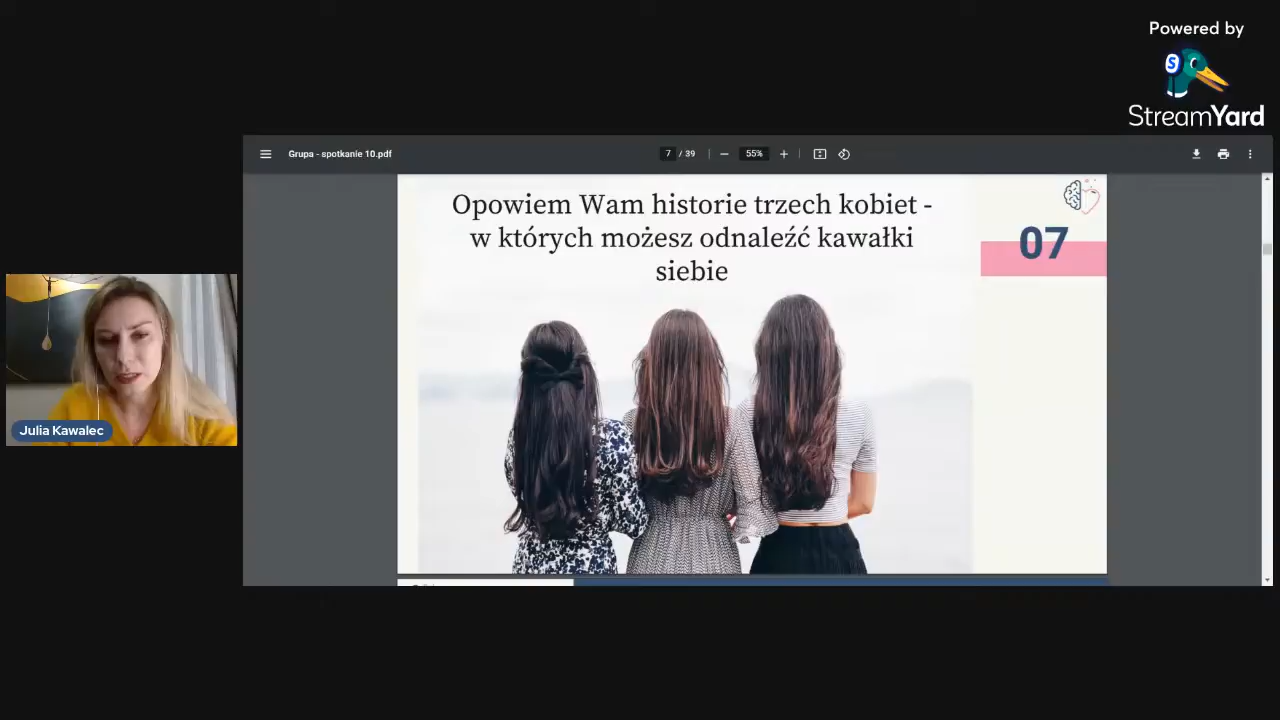 Powered by
StreamYard
Grupa - spotkanie 10.pdf
7 / 39
55%
Opowiem Wam historie trzech kobiet -
w których możesz odnaleźć kawałki
siebie
07
Julia Kawalec